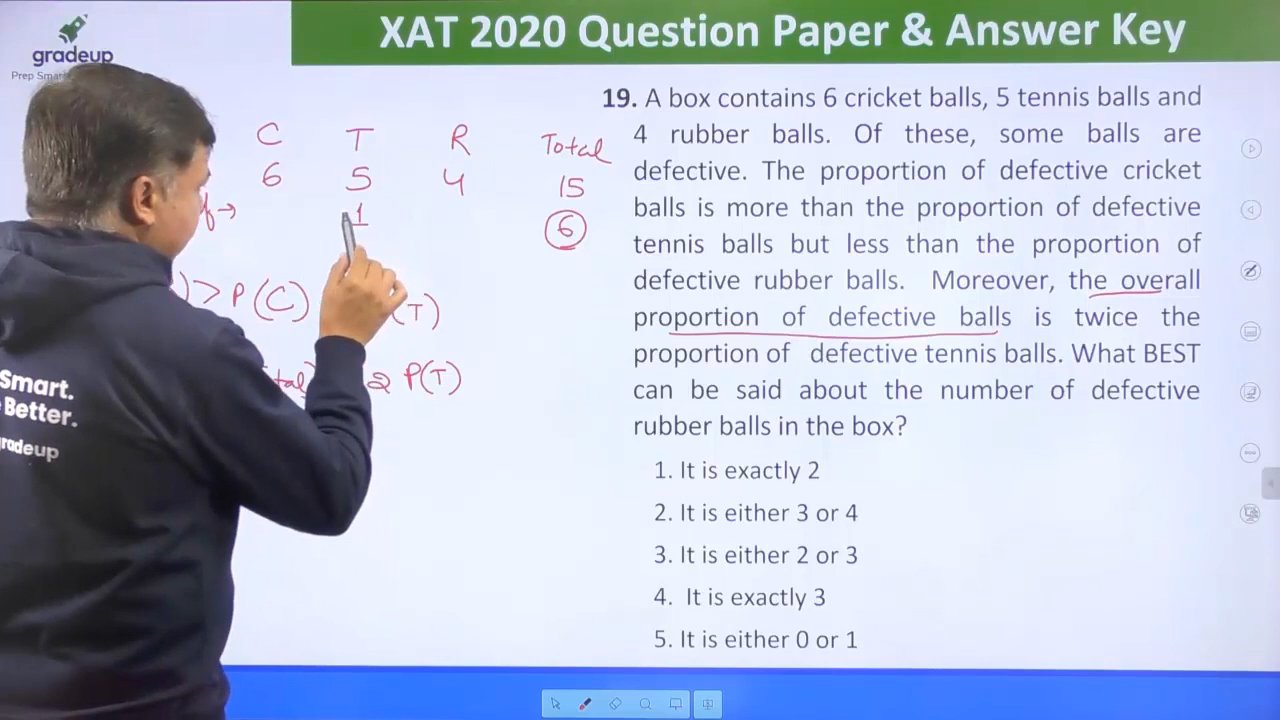 XAT 2020 Question Paper & Answer Key
gradeup
19. A box contains 6 cricket balls, 5 tennis balls and
4 rubber balls. Of these, some balls are
defective. The proportion of defective cricket
balls is more than the proportion of defective
tennis balls but less than the proportion of
defective rubber balls. Moreover, the overall
proportion of defective balls is twice the
proportion of defective tennis balls. What BEST
can be said about the number of defective
rubber balls in the box?
1. It is exactly 2
2. It is either 3 or 4
3. It is either 2 or 3
4. It is exactly 3
5. It is either 0 or 1
C T R Total
6 5 4 15
1 6
) > P(C) (T)
2 P(T)
Smart.
Better.